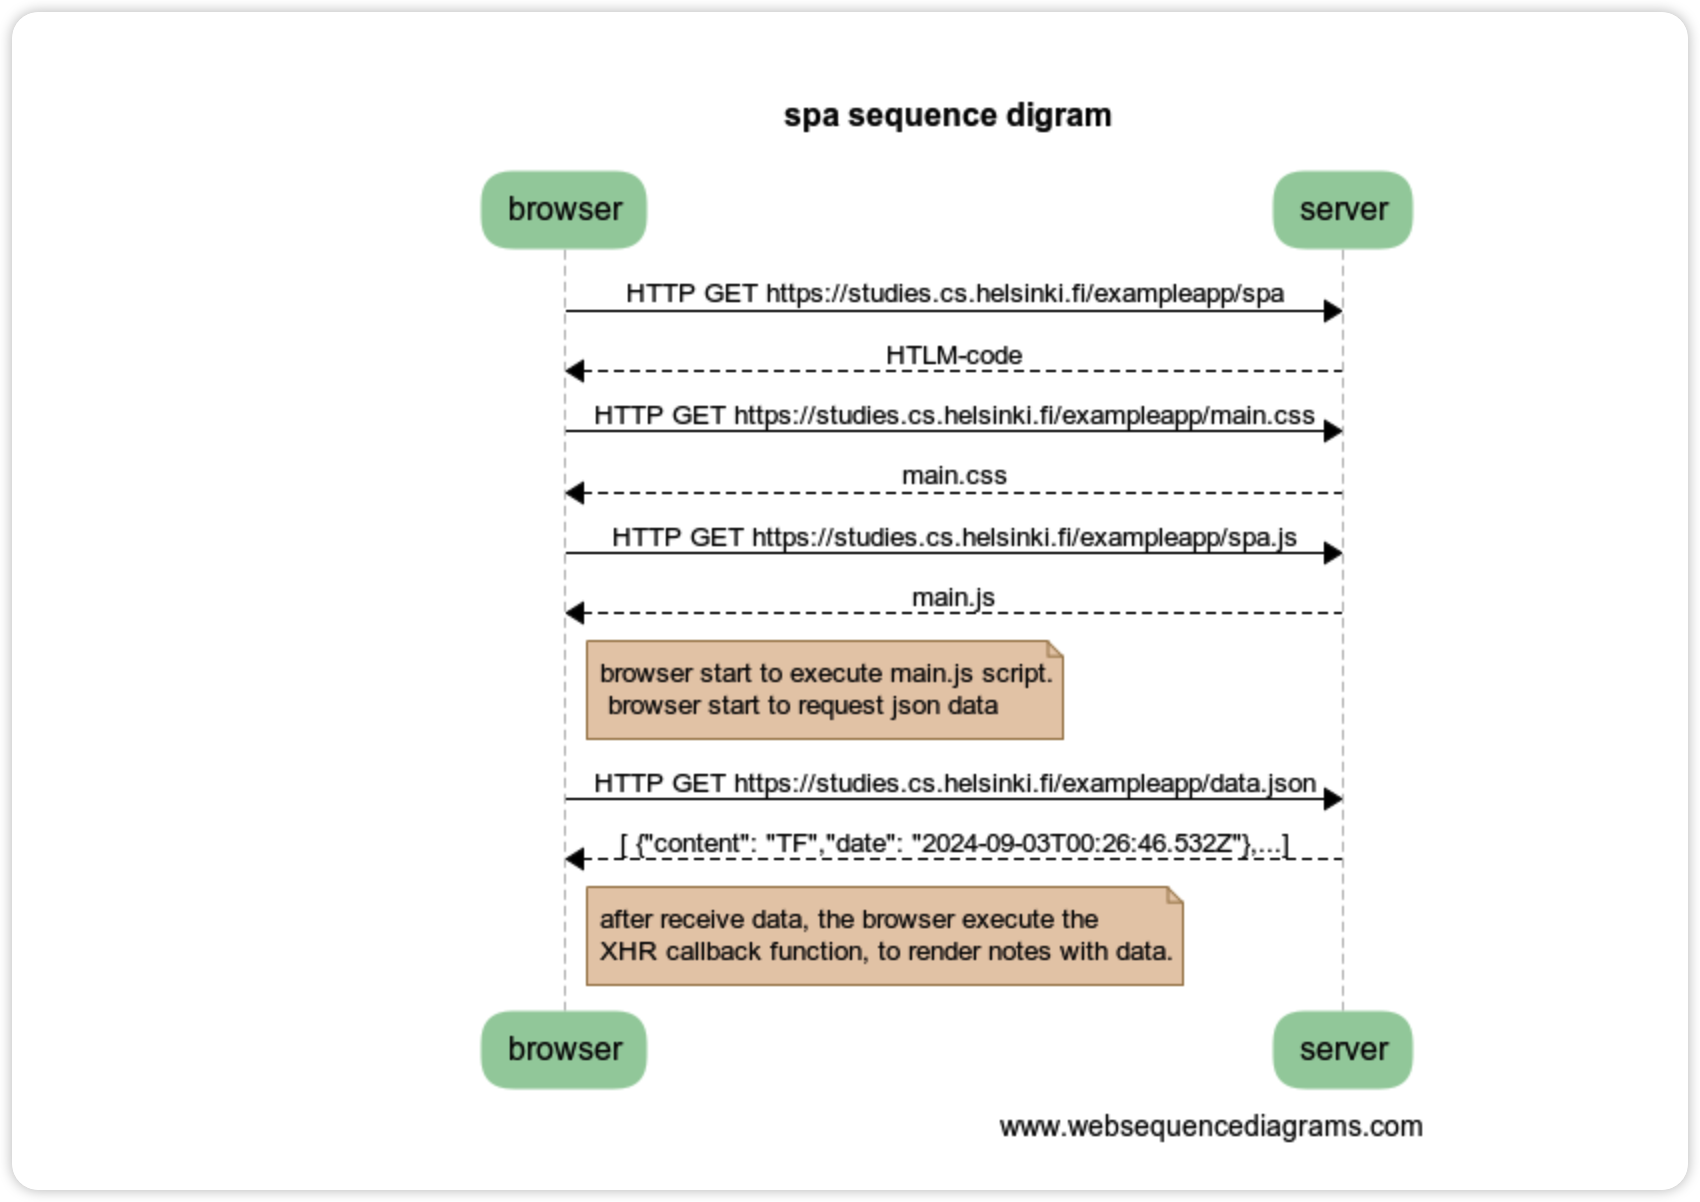 spa sequence digram
browser
server
HTTP GET https://studies.cs.helsinki.fi/exampleapp/spa
HTLM-code
HTTP GET https://studies.cs.helsinki.fi/exampleapp/main.css
main.css
HTTP GET https://studies.cs.helsinki.fi/exampleapp/spa.js
main.js
browser start to execute main.js script.
browser start to request json data
HTTP GET https://studies.cs.helsinki.fi/exampleapp/data.json
[ {"content": "TF","date": "2024-09-03T00:26:46.532Z"},...]
after receive data, the browser execute the
XHR callback function, to render notes with data.
browser
server
www.websequencediagrams.com